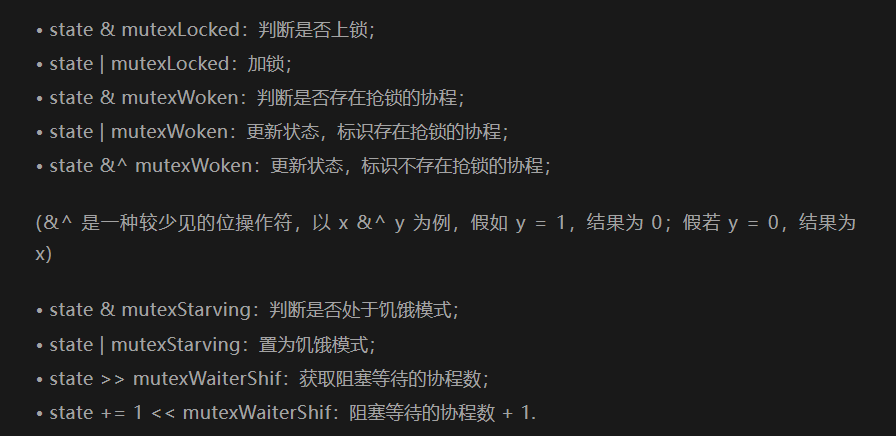 • state & mutexLocked：判断是否上锁；
• state | mutexLocked：加锁；
• state & mutexWoken：判断是否存在抢锁的协程；
• state | mutexWoken：更新状态，标识存在抢锁的协程；
• state &^ mutexWoken：更新状态，标识不存在抢锁的协程；
(&^ 是一种较少见的位操作符，以 x &^ y 为例，假如 y = 1，结果为 0；假若 y = 0，结果为
x)
• state & mutexStarving：判断是否处于饥饿模式；
• state | mutexStarving：置为饥饿模式；
• state >> mutexWaiterShif：获取阻塞等待的协程数；
• state += 1 << mutexWaiterShif：阻塞等待的协程数 + 1.